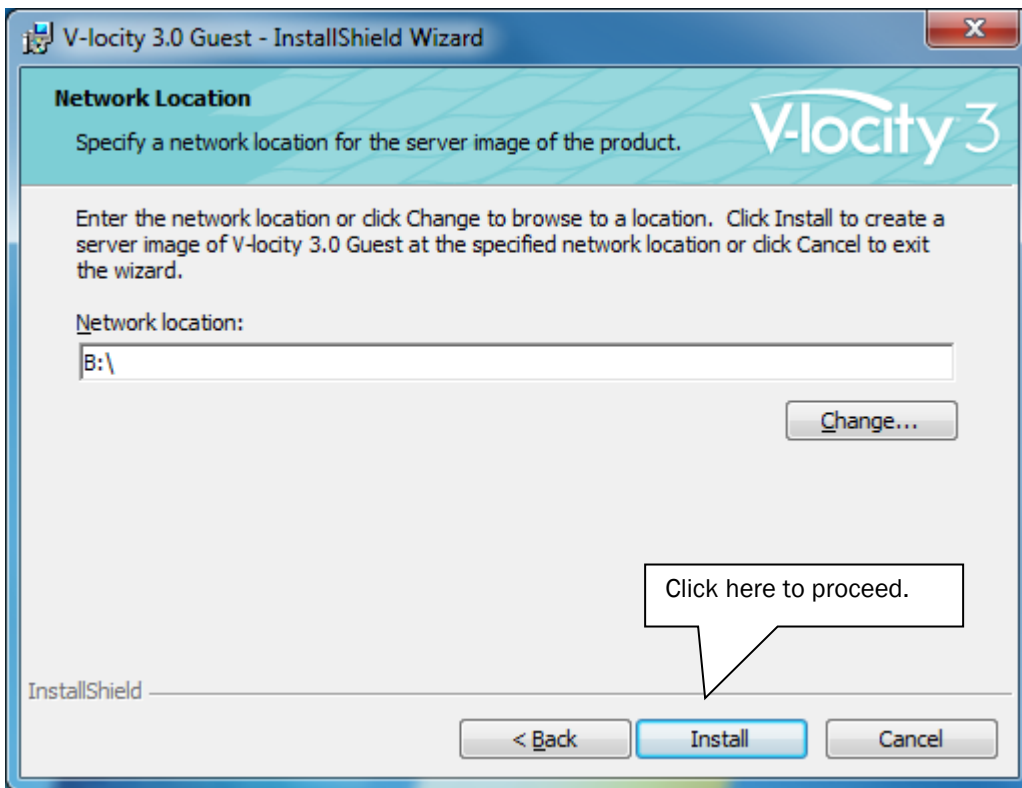 V-locity 3.0 Guest - InstallShield Wizard
Network Location
Specify a network location for the server image of the product.
V-locity 3
Enter the network location or click Change to browse to a location.  Click Install to create a
server image of V-locity 3.0 Guest at the specified network location or click Cancel to exit
the wizard.
Network location:
B:\
Change...
Click here to proceed.
InstallShield
< Back
Install
Cancel